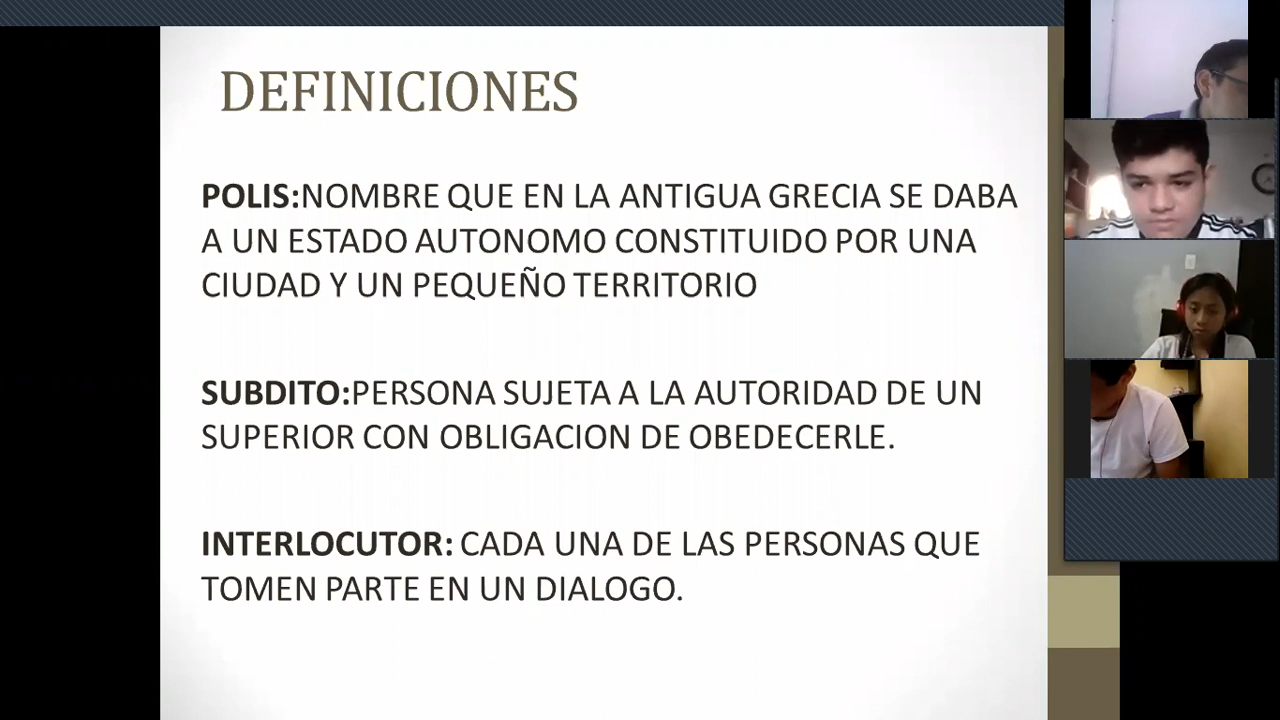 DEFINICIONES
POLIS:NOMBRE QUE EN LA ANTIGUA GRECIA SE DABA
A UN ESTADO AUTONOMO CONSTITUIDO POR UNA
CIUDAD Y UN PEQUEÑO TERRITORIO
SUBDITO:PERSONA SUJETA A LA AUTORIDAD DE UN
SUPERIOR CON OBLIGACION DE OBEDECERLE.
INTERLOCUTOR: CADA UNA DE LAS PERSONAS QUE
TOMEN PARTE EN UN DIALOGO.